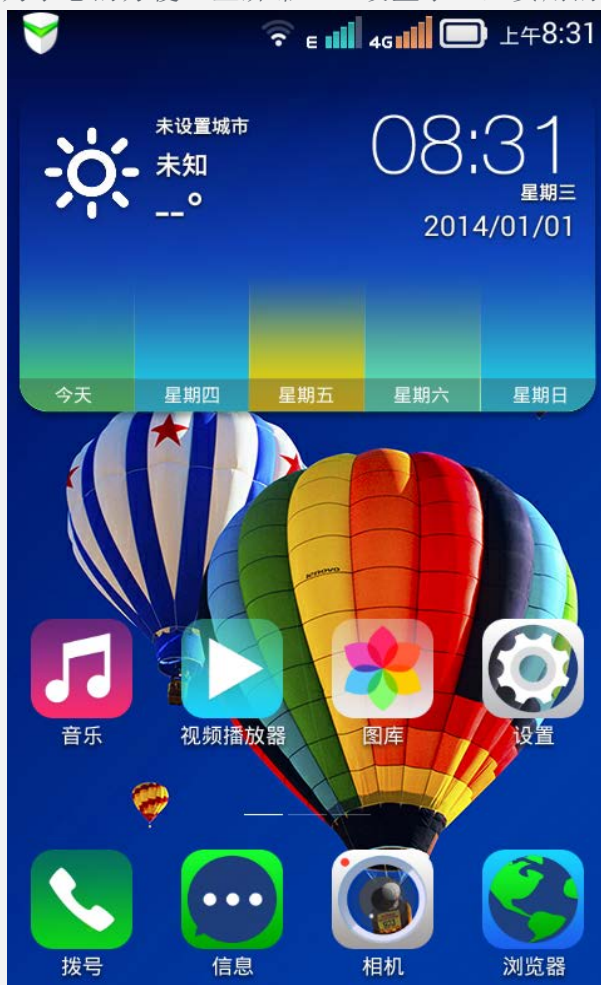 E 4G 上午8:31
未设置城市
未知
--°
08:31
星期三
2014/01/01
今天 星期四 星期五 星期六 星期日
lenovo
音乐 视频播放器 图库 设置
拨号 信息 相机 浏览器